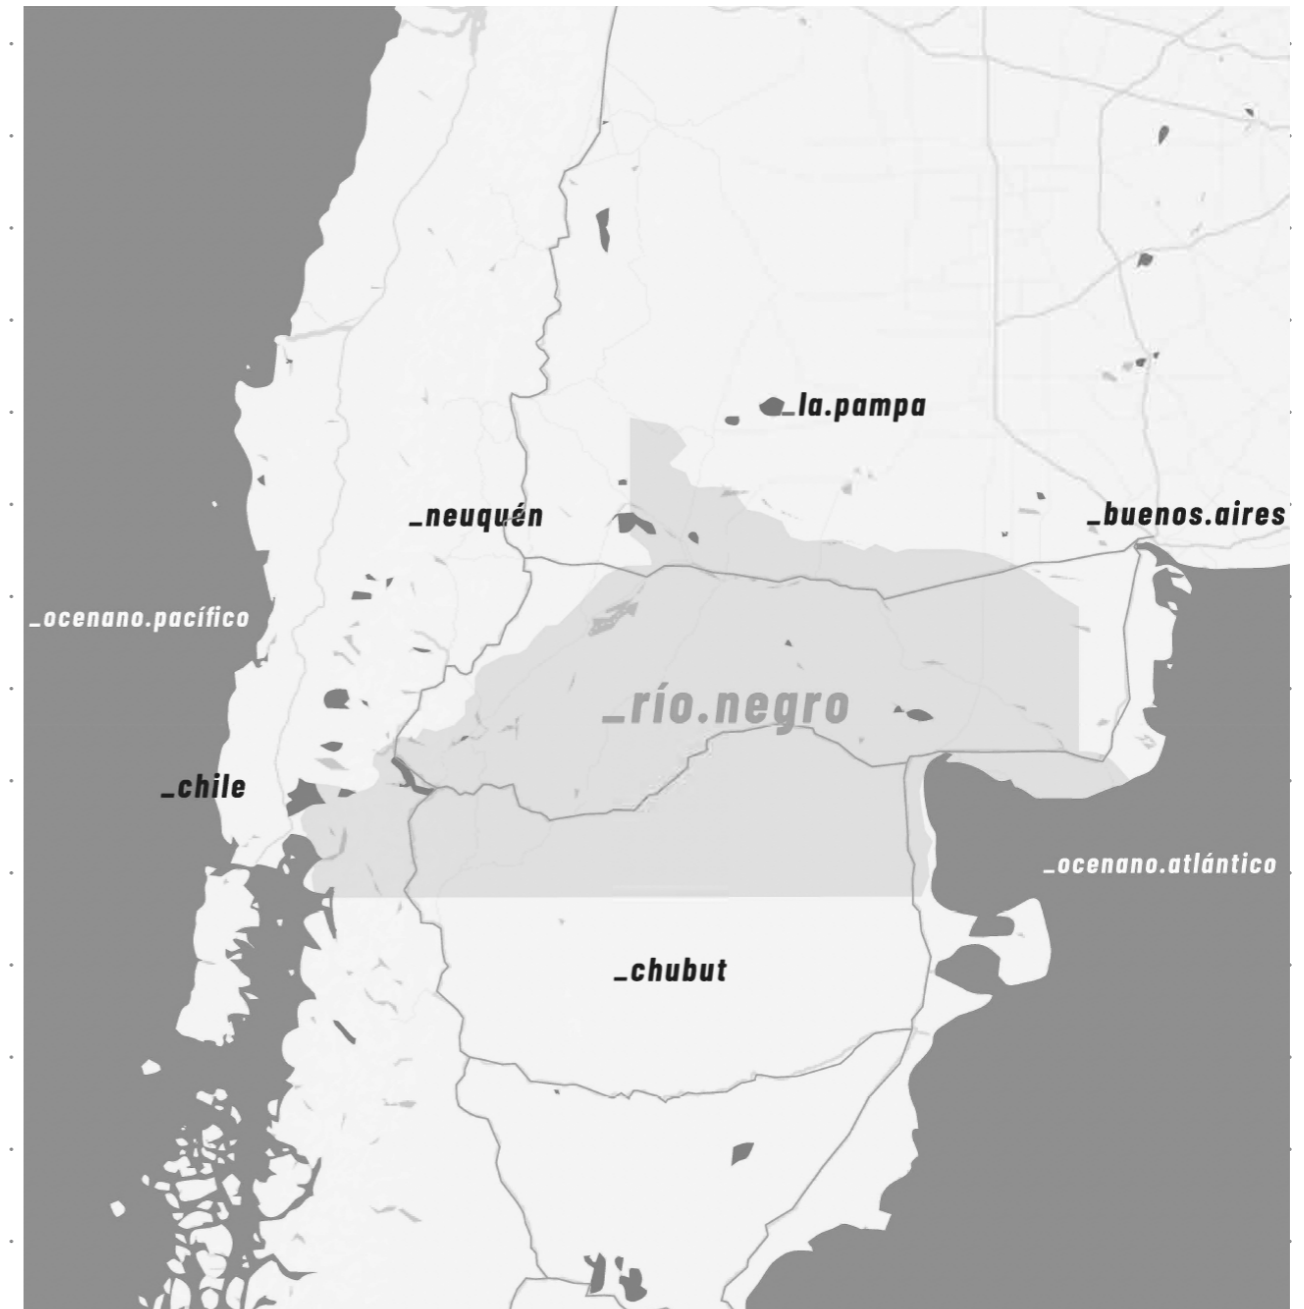 _la.pampa
_neuquén
_buenos.aires
_ocenano.pacífico
_río.negro
_chile
_ocenano.atlántico
_chubut